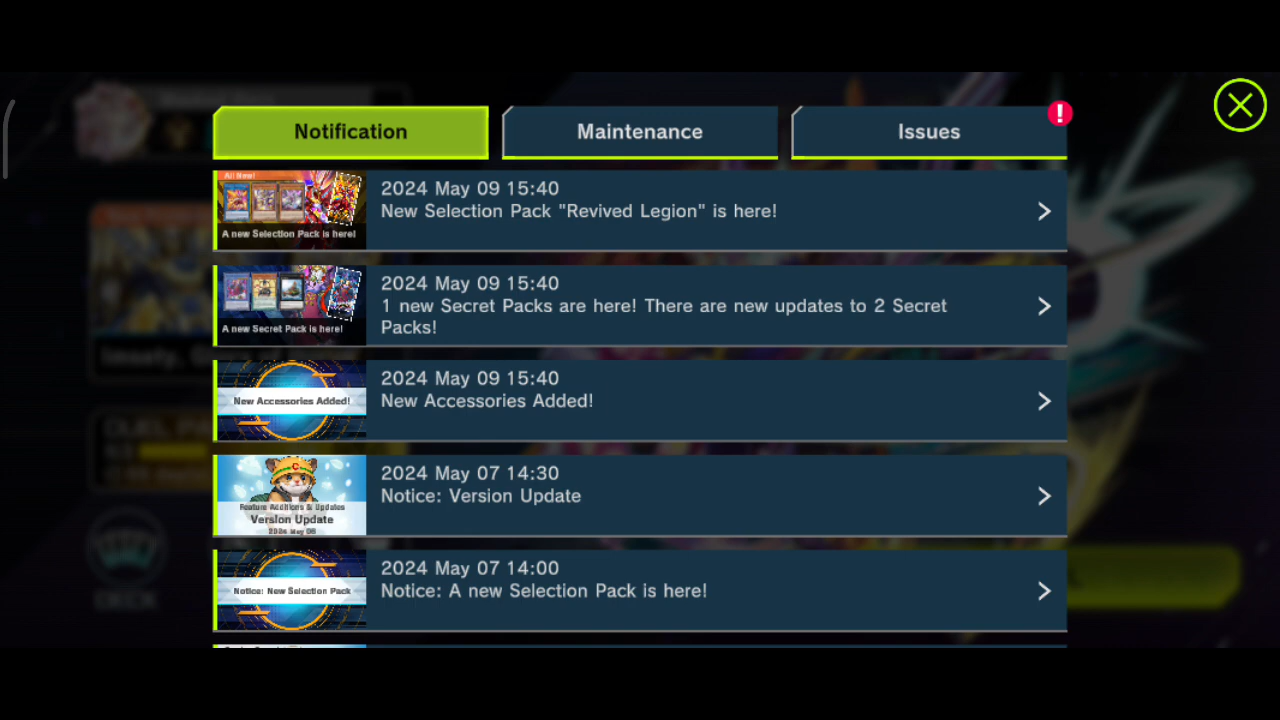 Notification
Maintenance
Issues
!
All New!
A new Selection Pack is here!
2024 May 09 15:40
New Selection Pack "Revived Legion" is here!
A new Secret Pack is here!
2024 May 09 15:40
1 new Secret Packs are here! There are new updates to 2 Secret
Packs!
New Accessories Added!
2024 May 09 15:40
New Accessories Added!
C
Feature Additions & Updates
Version Update
2024 May 07 14:30
Notice: Version Update
Notice: New Selection Pack
2024 May 07 14:00
Notice: A new Selection Pack is here!
DECK